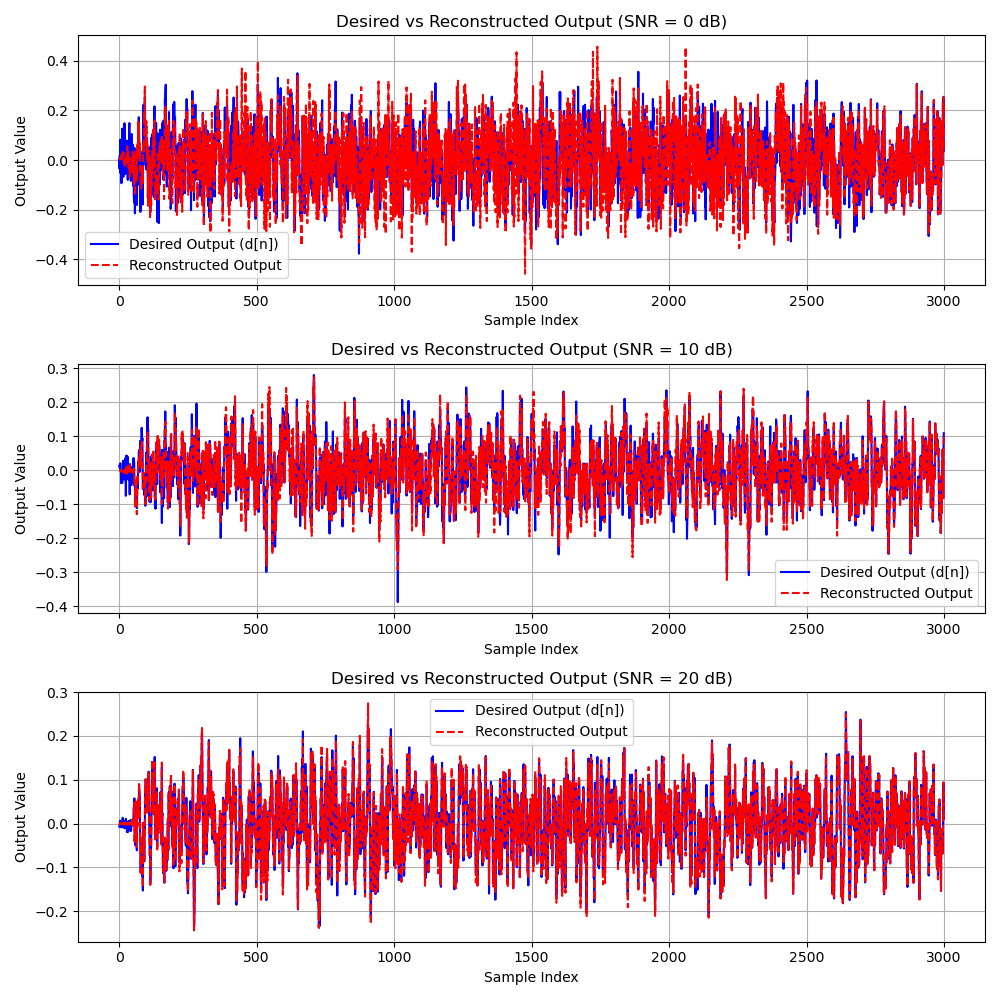 Desired vs Reconstructed Output (SNR = 0 dB)
Output Value
0.4
0.2
0.0
−0.2
−0.4
Desired Output (d[n])
Reconstructed Output
0 500 1000 1500 2000 2500 3000
Sample Index
Desired vs Reconstructed Output (SNR = 10 dB)
Output Value
0.3
0.2
0.1
0.0
−0.1
−0.2
−0.3
−0.4
Desired Output (d[n])
Reconstructed Output
0 500 1000 1500 2000 2500 3000
Sample Index
Desired vs Reconstructed Output (SNR = 20 dB)
Output Value
0.3
0.2
0.1
0.0
−0.1
−0.2
Desired Output (d[n])
Reconstructed Output
0 500 1000 1500 2000 2500 3000
Sample Index